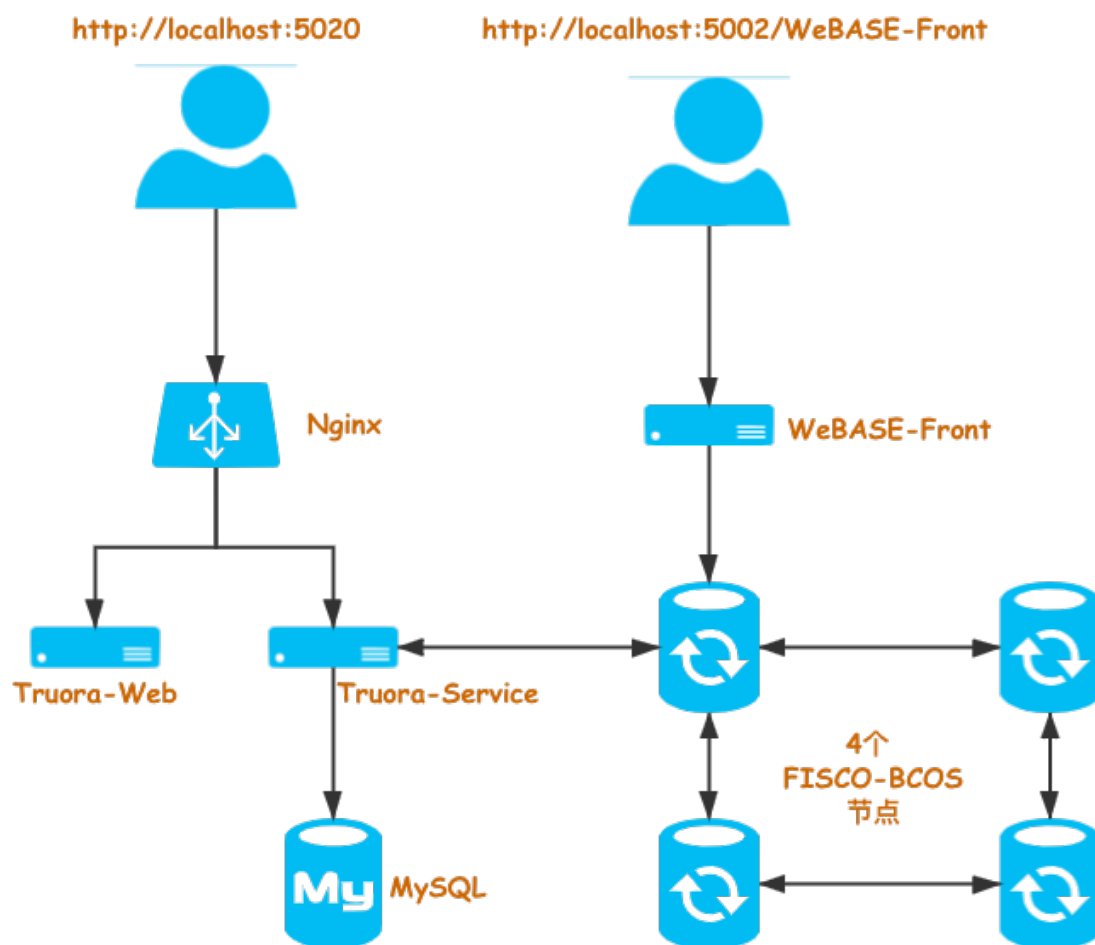 http://localhost:5020
http://localhost:5002/WeBASE-Front
Nginx
WeBASE-Front
Truora-Web
Truora-Service
4个
FISCO-BCOS
节点
My
MySQL